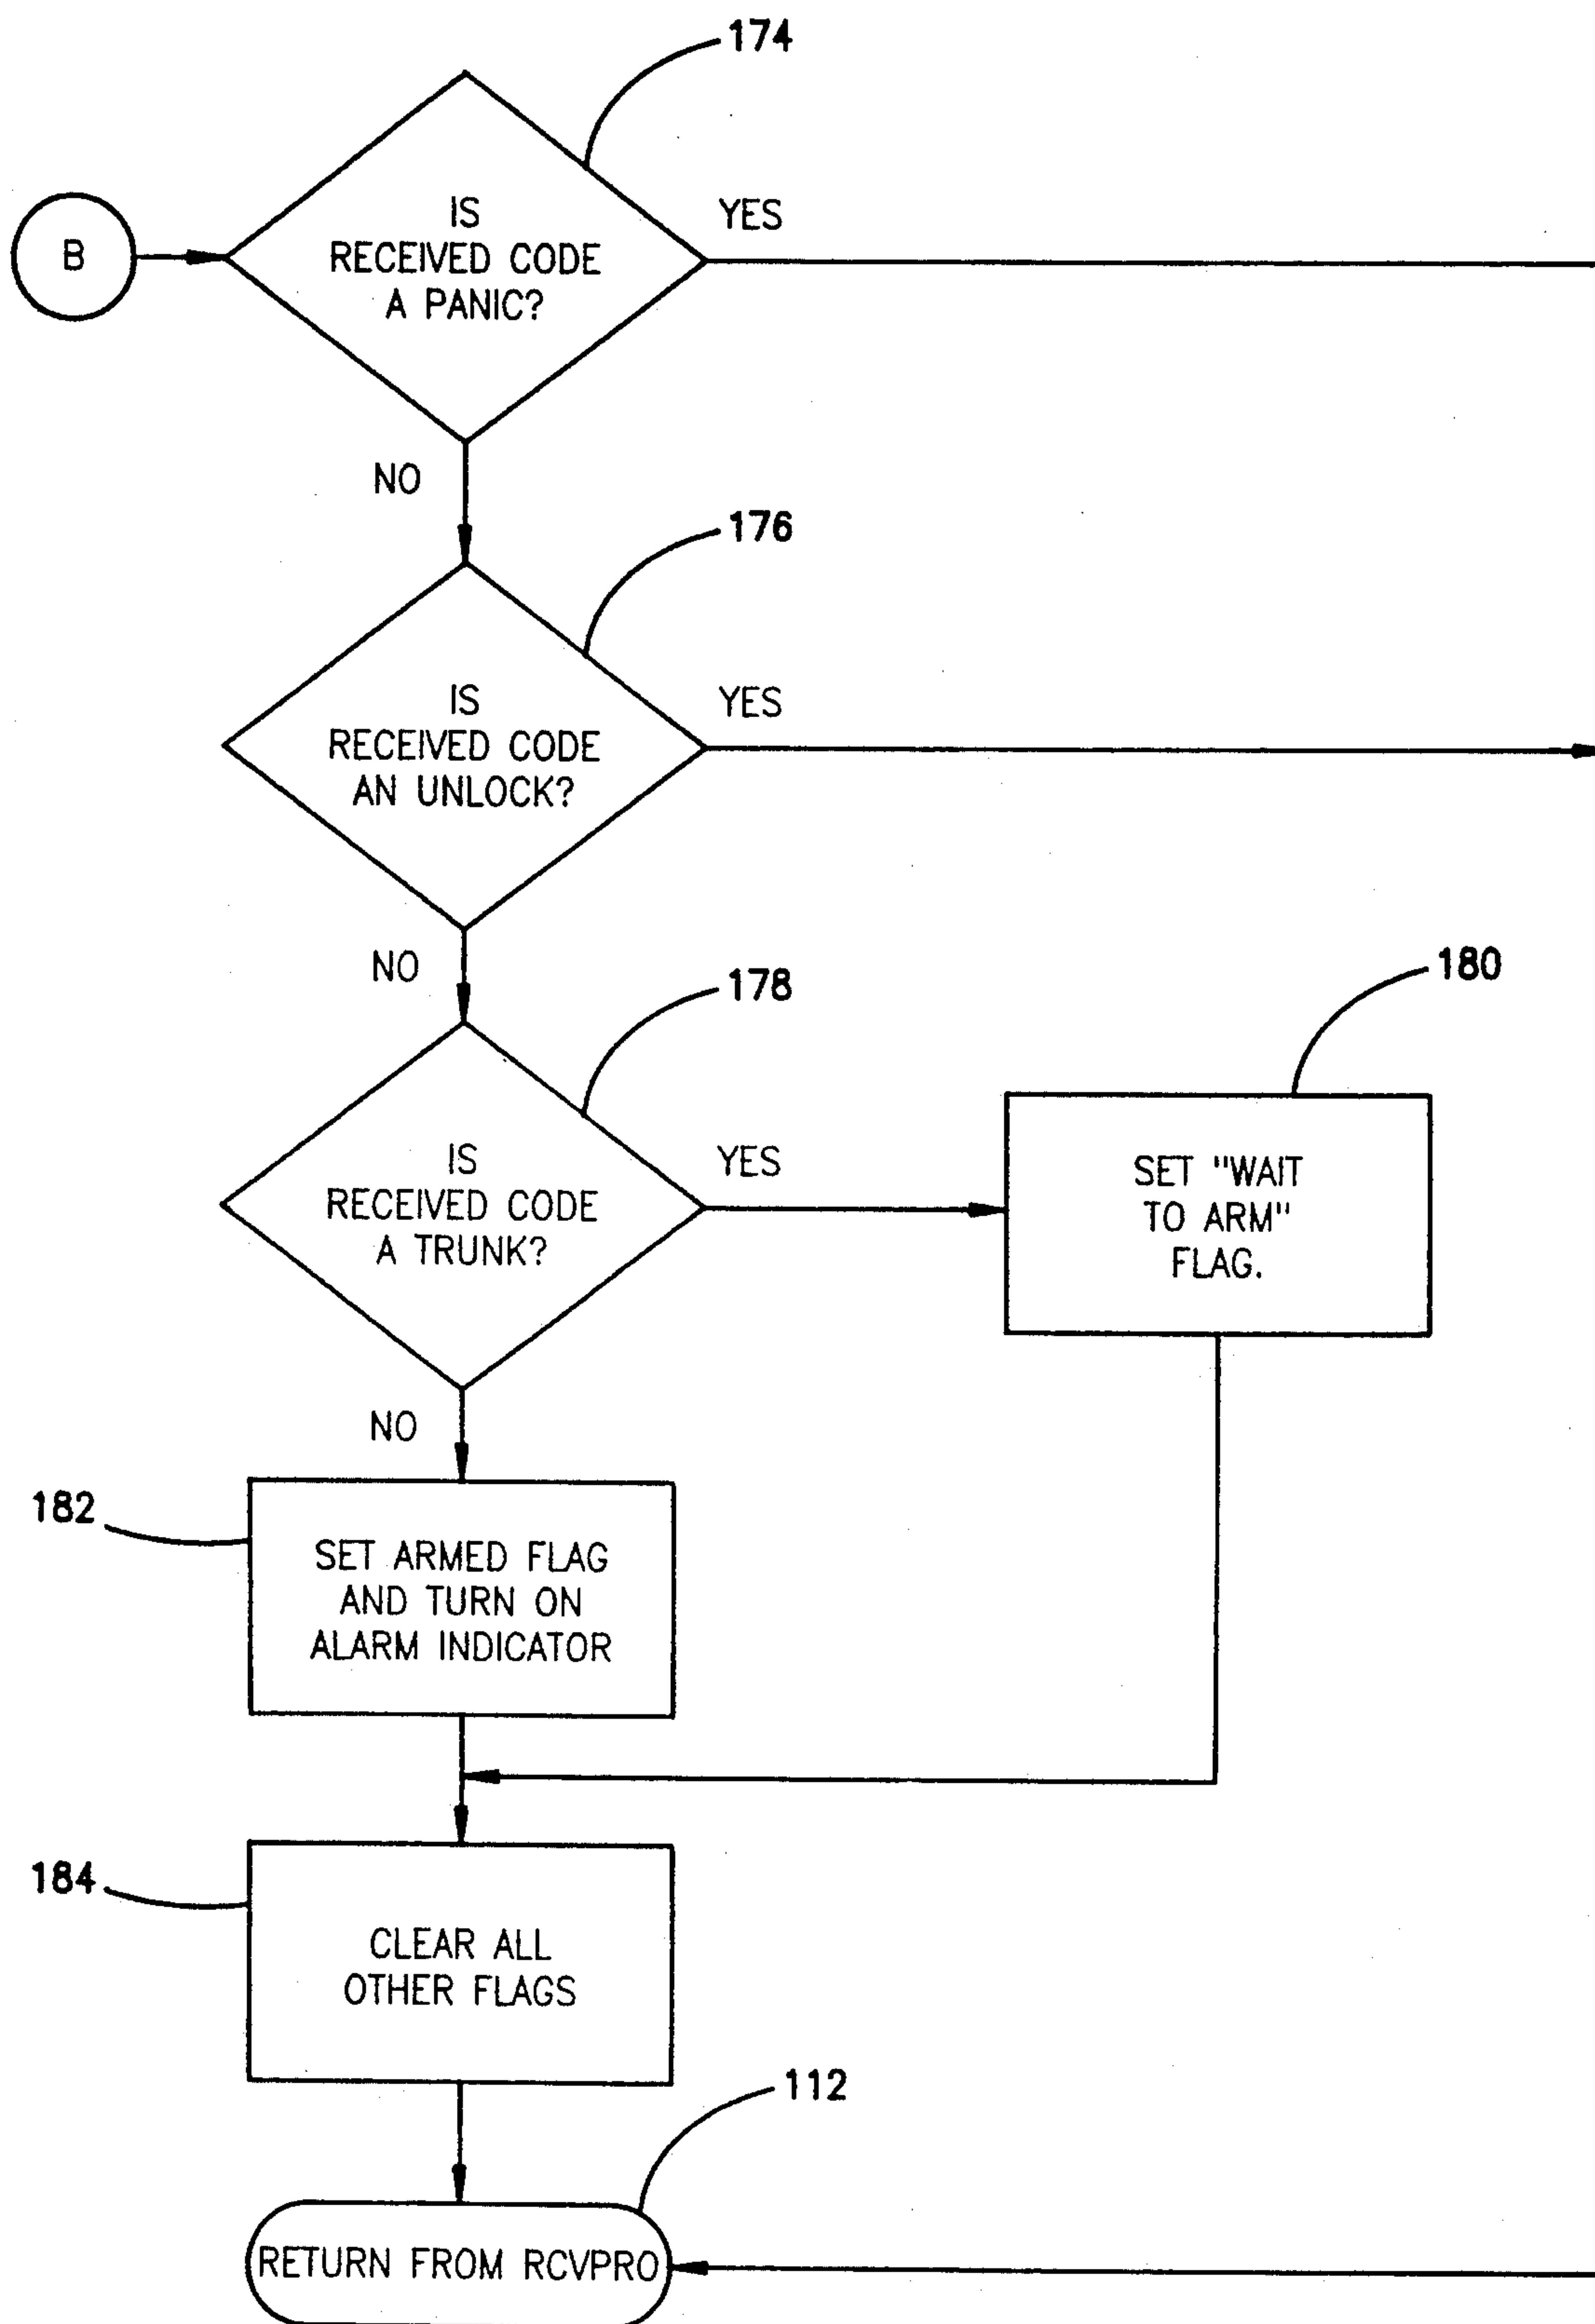 174
B
IS
RECEIVED CODE
A PANIC?
YES
NO
176
IS
RECEIVED CODE
AN UNLOCK?
YES
NO
178
180
IS
RECEIVED CODE
A TRUNK?
YES
SET "WAIT
TO ARM"
FLAG.
NO
182
SET ARMED FLAG
AND TURN ON
ALARM INDICATOR
184
CLEAR ALL
OTHER FLAGS
112
RETURN FROM RCVPRO